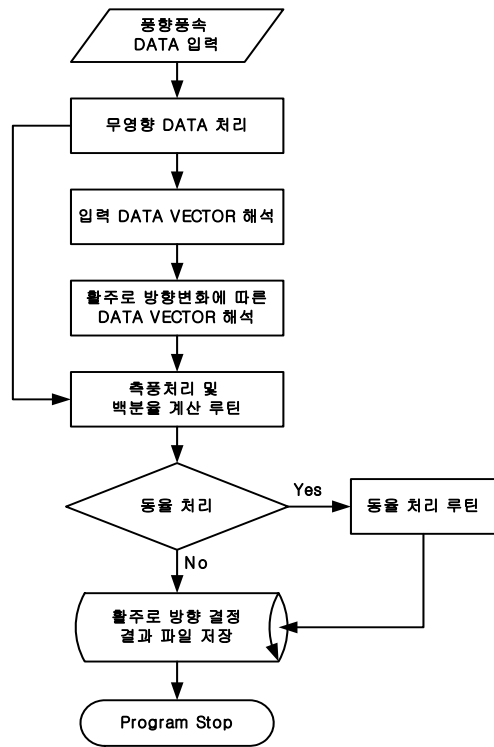 풍향풍속
DATA 입력
무영향 DATA 처리
입력 DATA VECTOR 해석
활주로 방향변화에 따른
DATA VECTOR 해석
측풍처리 및
백분율 계산 루틴
동율 처리
Yes
동율 처리 루틴
No
활주로 방향 결정
결과 파일 저장
Program Stop